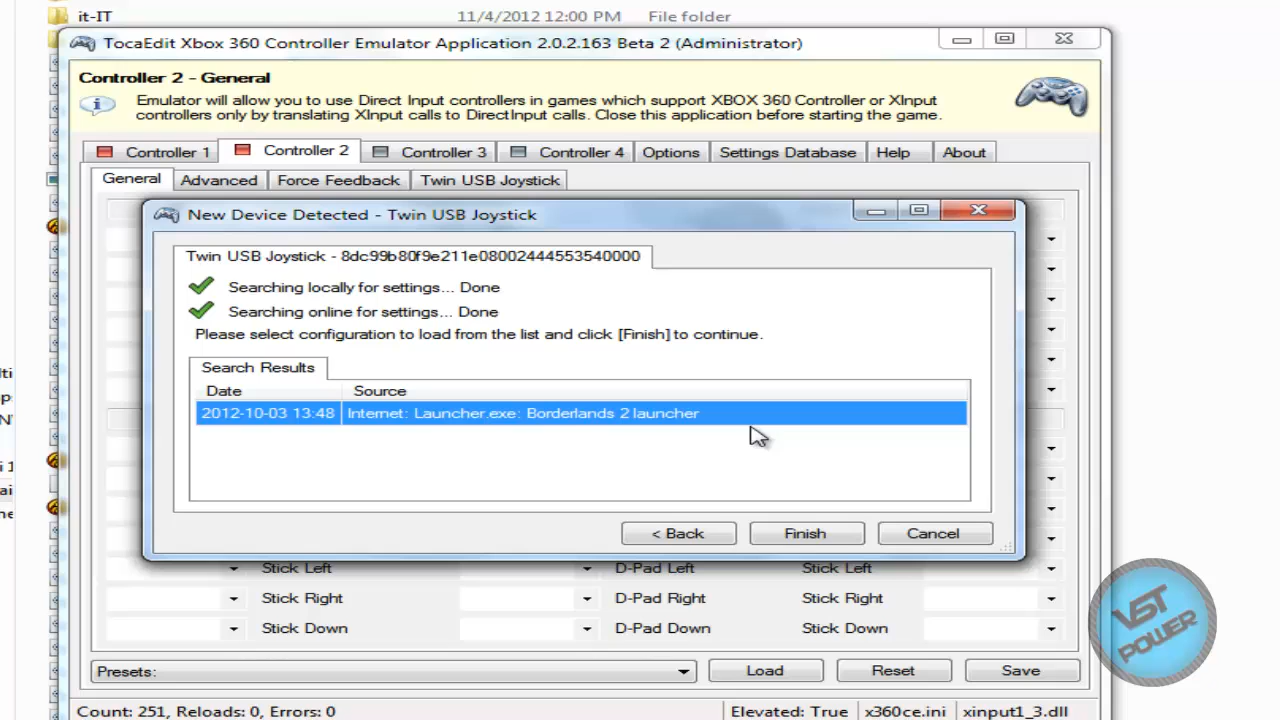 it-IT 11/4/2012 12:00 PM File folder
TocaEdit Xbox 360 Controller Emulator Application 2.0.2.163 Beta 2 (Administrator)
Controller 2 - General
Emulator will allow you to use Direct Input controllers in games which support XBOX 360 Controller or XInput
controllers only by translating XInput calls to DirectInput calls. Close this application before starting the game.
Controller 1 Controller 2 Controller 3 Controller 4 Options Settings Database Help About
General Advanced Force Feedback Twin USB Joystick
New Device Detected - Twin USB Joystick
Twin USB Joystick - 8dc99b80f9e211e08002444553540000
Searching locally for settings... Done
Searching online for settings... Done
Please select configuration to load from the list and click [Finish] to continue.
Search Results
Date Source
2012-10-03 13:48 Internet: Launcher.exe: Borderlands 2 launcher
< Back Finish Cancel
Stick Left D-Pad Left Stick Left
Stick Right D-Pad Right Stick Right
Stick Down D-Pad Down Stick Down
Presets: Load Reset Save
Count: 251, Reloads: 0, Errors: 0 Elevated: True x360ce.ini xinput1_3.dll
VST
POWER